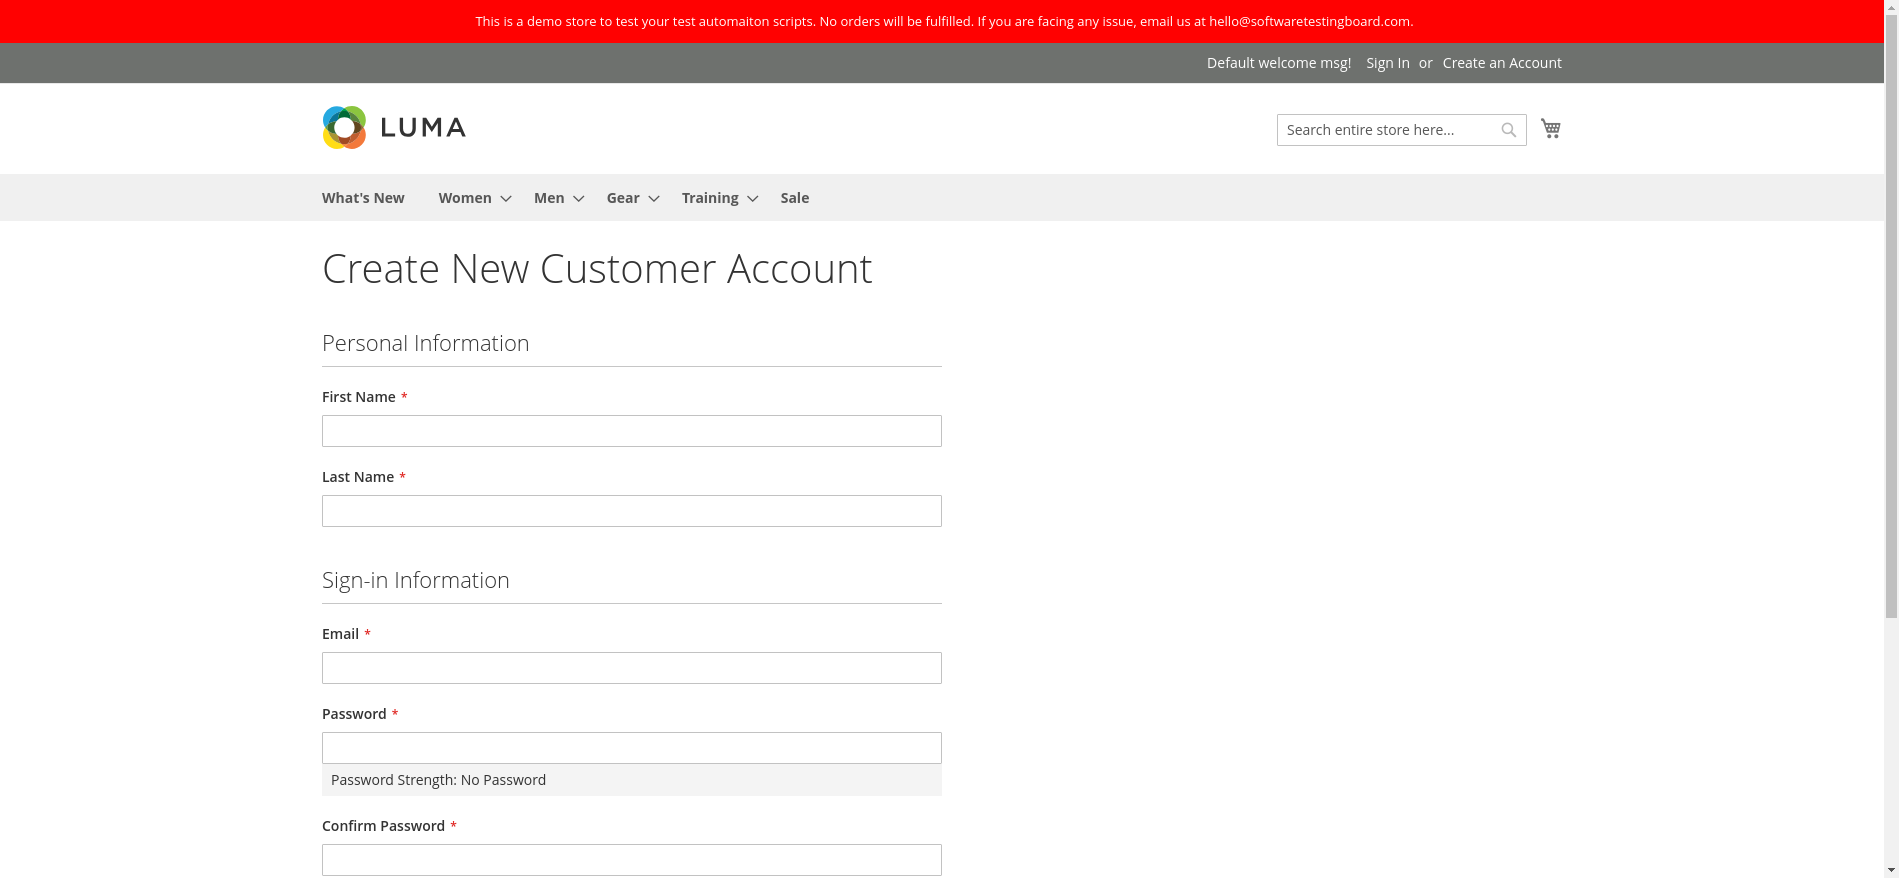 This is a demo store to test your test automaiton scripts. No orders will be fulfilled. If you are facing any issue, email us at hello@softwaretestingboard.com.
Default welcome msg! Sign In or Create an Account
LUMA
Search entire store here...
What's New Women Men Gear Training Sale
Create New Customer Account
Personal Information
First Name *
Last Name *
Sign-in Information
Email *
Password *
Password Strength: No Password
Confirm Password *